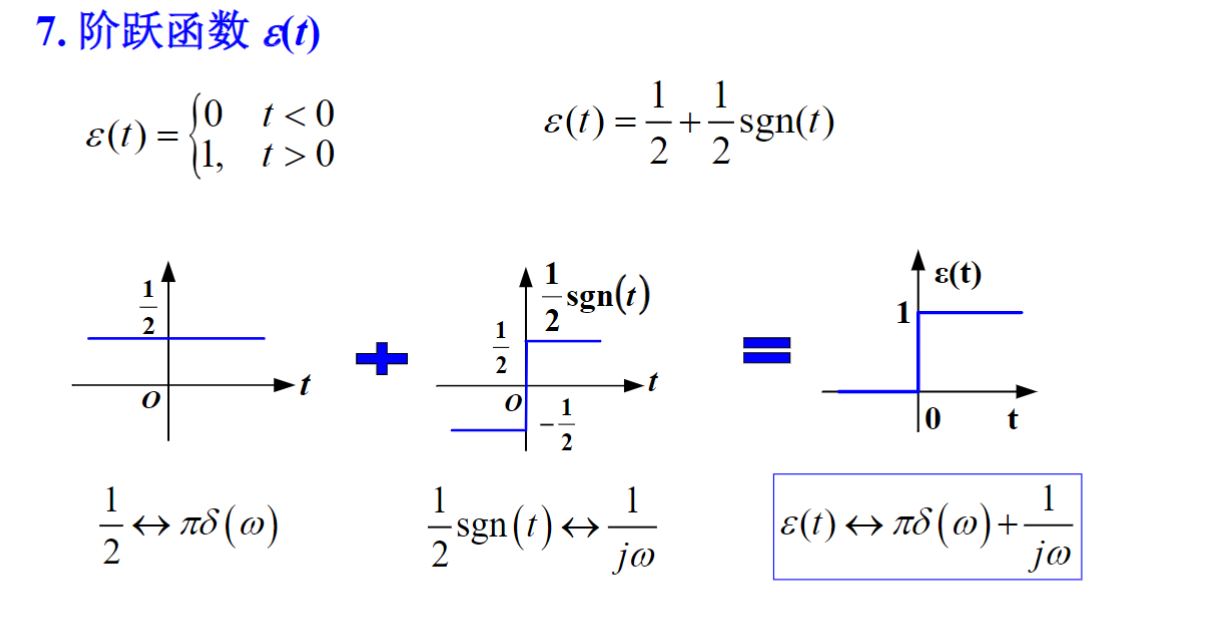 7. 阶跃函数 ε(t)
ε(t) = {0 t < 0
1, t > 0
ε(t) = 1/2 + 1/2 sgn(t)
1/2
O
t
1/2 sgn(t)
1/2
O
t
−1/2
ε(t)
1
0
t
1/2 ↔ πδ(ω)
1/2 sgn(t) ↔ 1/jω
ε(t) ↔ πδ(ω) + 1/jω